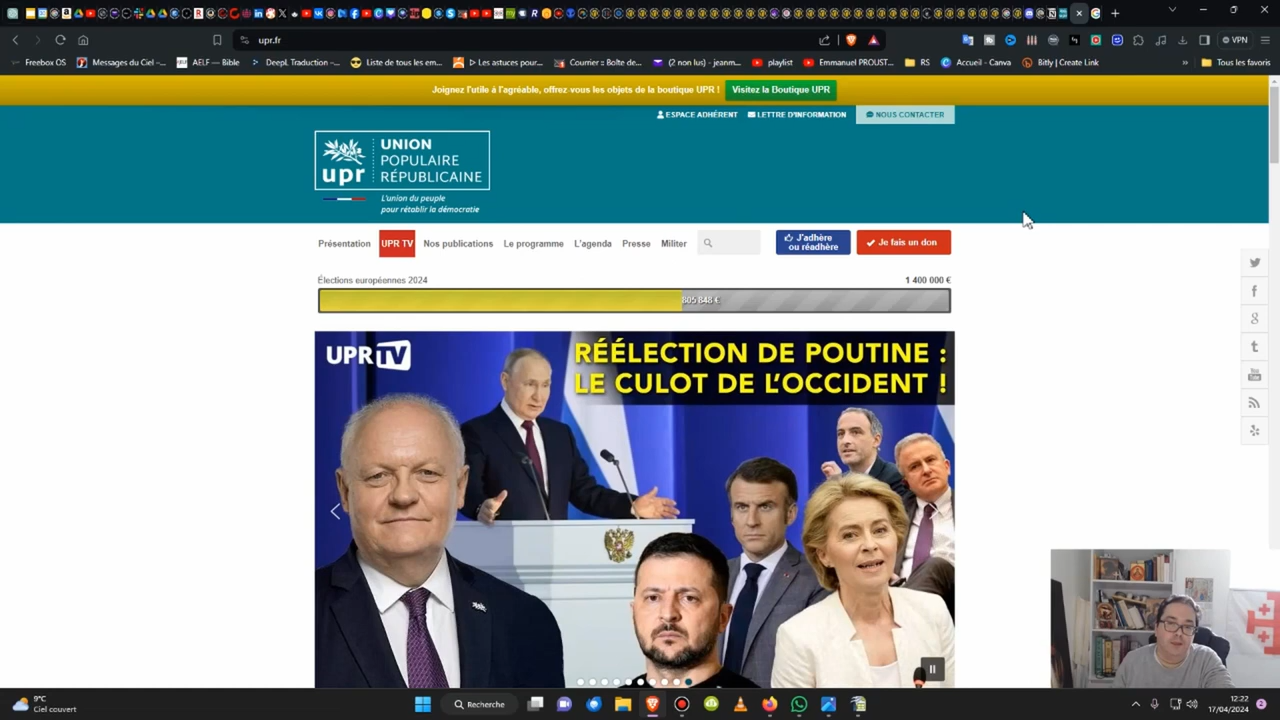 upr.fr
VPN
Freebox OS
Messages du Ciel –...
AELF — Bible
DeepL Traduction –...
Liste de tous les em...
▷ Les astuces pour...
Courrier :: Boîte de...
(2 non lus) - jeanm...
playlist
Emmanuel PROUST...
RS
Accueil - Canva
Bitly | Create Link
Tous les favoris
Joignez l'utile à l'agréable, offrez-vous les objets de la boutique UPR !
Visitez la Boutique UPR
ESPACE ADHÉRENT
LETTRE D'INFORMATION
NOUS CONTACTER
upr
UNION
POPULAIRE
RÉPUBLICAINE
L'union du peuple
pour rétablir la démocratie
Présentation
UPR TV
Nos publications
Le programme
L'agenda
Presse
Militer
J'adhère
ou réadhère
Je fais un don
Élections européennes 2024
1 400 000 €
805 848 €
UPR TV
RÉÉLECTION DE POUTINE :
LE CULOT DE L'OCCIDENT !
9°C
Ciel couvert
Recherche
12:22
17/04/2024